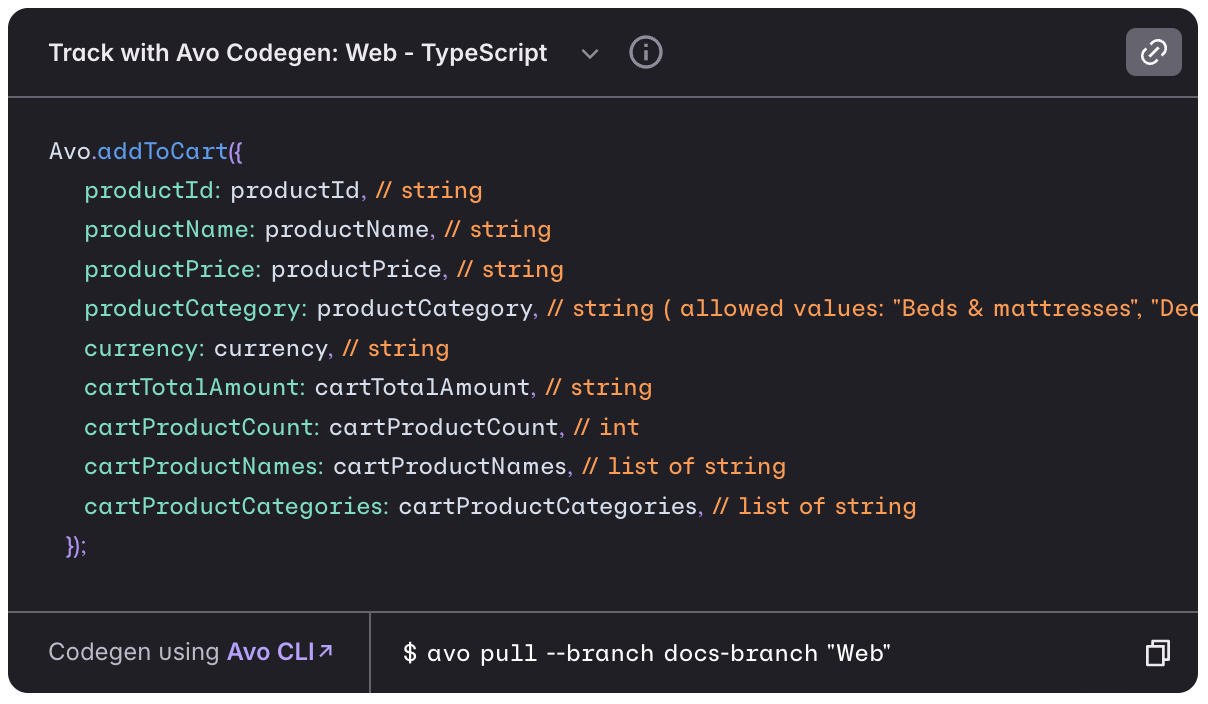 Track with Avo Codegen: Web - TypeScript
Avo.addToCart({
productId: productId, // string
productName: productName, // string
productPrice: productPrice, // string
productCategory: productCategory, // string ( allowed values: "Beds & mattresses", "Dec
currency: currency, // string
cartTotalAmount: cartTotalAmount, // string
cartProductCount: cartProductCount, // int
cartProductNames: cartProductNames, // list of string
cartProductCategories: cartProductCategories, // list of string
});
Codegen using Avo CLI↗
$ avo pull --branch docs-branch "Web"